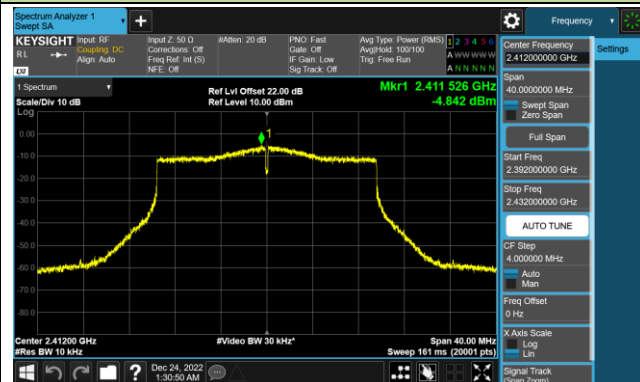 Spectrum Analyzer 1
Swept SA
+
Frequency
KEYSIGHT
RL
LXI
Input: RF
Coupling: DC
Align: Auto
Input Z: 50 Ω
Corrections: Off
Freq Ref: Int (S)
NFE: Off
#Atten: 20 dB
PNO: Fast
Gate: Off
IF Gain: Low
Sig Track: Off
Avg Type: Power (RMS)
Avg|Hold: 100/100
Trig: Free Run
1 2 3 4 5 6
A W W W W W
A N N N N N
1 Spectrum
Scale/Div 10 dB
Log
Ref Lvl Offset 22.00 dB
Ref Level 10.00 dBm
Mkr1 2.411 526 GHz
-4.842 dBm
1
0.00
-10.0
-20.0
-30.0
-40.0
-50.0
-60.0
-70.0
-80.0
Center 2.41200 GHz
#Res BW 10 kHz
#Video BW 30 kHz*
Span 40.00 MHz
Sweep 161 ms (20001 pts)
Dec 24, 2022
1:30:50 AM
Center Frequency
2.412000000 GHz
Settings
Span
40.0000000 MHz
Swept Span
Zero Span
Full Span
Start Freq
2.392000000 GHz
Stop Freq
2.432000000 GHz
AUTO TUNE
CF Step
4.000000 MHz
Auto
Man
Freq Offset
0 Hz
X Axis Scale
Log
Lin
Signal Track
(Span Zoom)